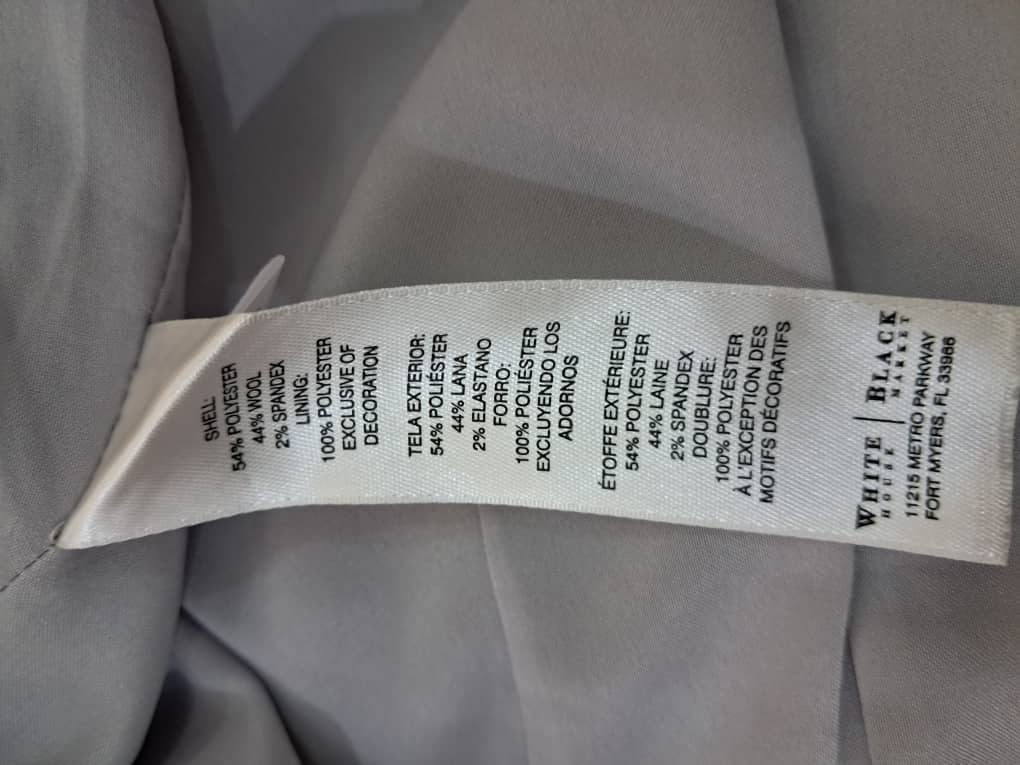 SHELL:
54% POLYESTER
44% WOOL
2% SPANDEX
LINING:
100% POLYESTER
EXCLUSIVE OF
DECORATION
TELA EXTERIOR:
54% POLIÉSTER
44% LANA
2% ELASTANO
FORRO:
100% POLIÉSTER
EXCLUYENDO LOS
ADORNOS
ÉTOFFE EXTÉRIEURE:
54% POLYESTER
44% LAINE
2% SPANDEX
DOUBLURE:
100% POLYESTER
À L'EXCEPTION DES
MOTIFS DÉCORATIFS
WHITE | BLACK
HOUSE | MARKET
11215 METRO PARKWAY
FORT MYERS, FL 33966